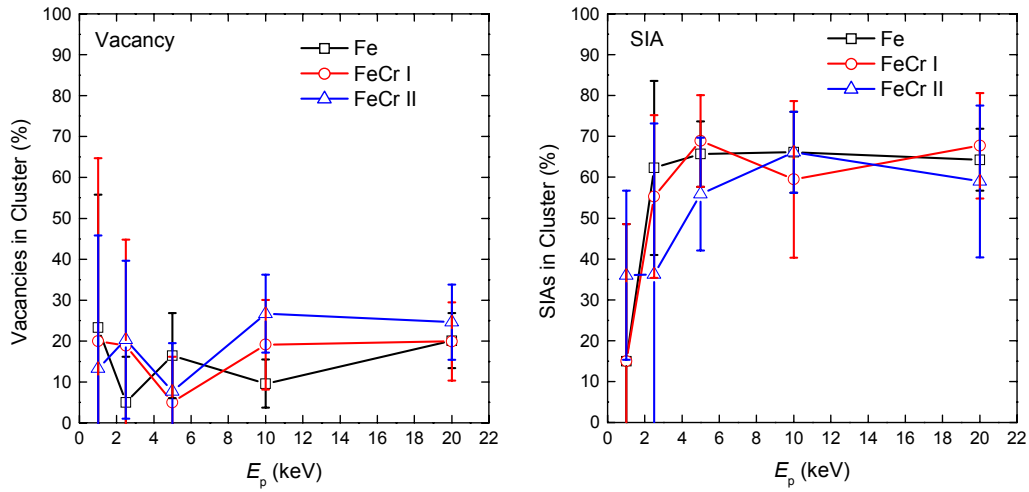 Vacancy
Fe
FeCr I
FeCr II
Vacancies in Cluster (%)
100
90
80
70
60
50
40
30
20
10
0
0 2 4 6 8 10 12 14 16 18 20 22
Ep (keV)
SIA
Fe
FeCr I
FeCr II
SIAs in Cluster (%)
100
90
80
70
60
50
40
30
20
10
0
0 2 4 6 8 10 12 14 16 18 20 22
Ep (keV)